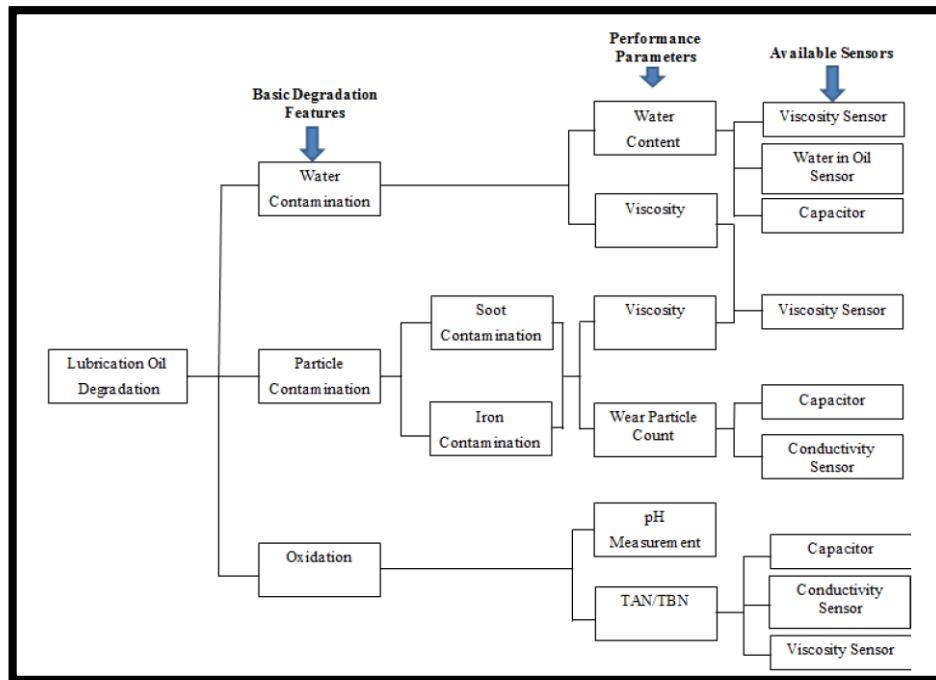 Performance
Parameters
Available Sensors
Basic Degradation
Features
Water
Content
Viscosity Sensor
Water in Oil
Sensor
Capacitor
Water
Contamination
Viscosity
Soot
Contamination
Viscosity
Viscosity Sensor
Lubrication Oil
Degradation
Particle
Contamination
Iron
Contamination
Wear Particle
Count
Capacitor
Conductivity
Sensor
pH
Measurement
Oxidation
TAN/TBN
Capacitor
Conductivity
Sensor
Viscosity Sensor